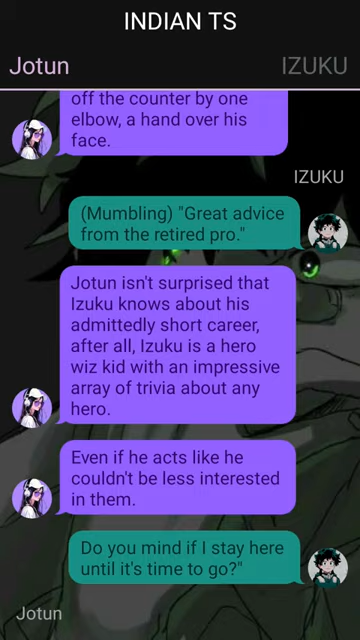 INDIAN TS
Jotun
IZUKU
off the counter by one
elbow, a hand over his
face.
IZUKU
(Mumbling) "Great advice
from the retired pro."
Jotun isn't surprised that
Izuku knows about his
admittedly short career,
after all, Izuku is a hero
wiz kid with an impressive
array of trivia about any
hero.
Even if he acts like he
couldn't be less interested
in them.
Do you mind if I stay here
until it's time to go?"
Jotun